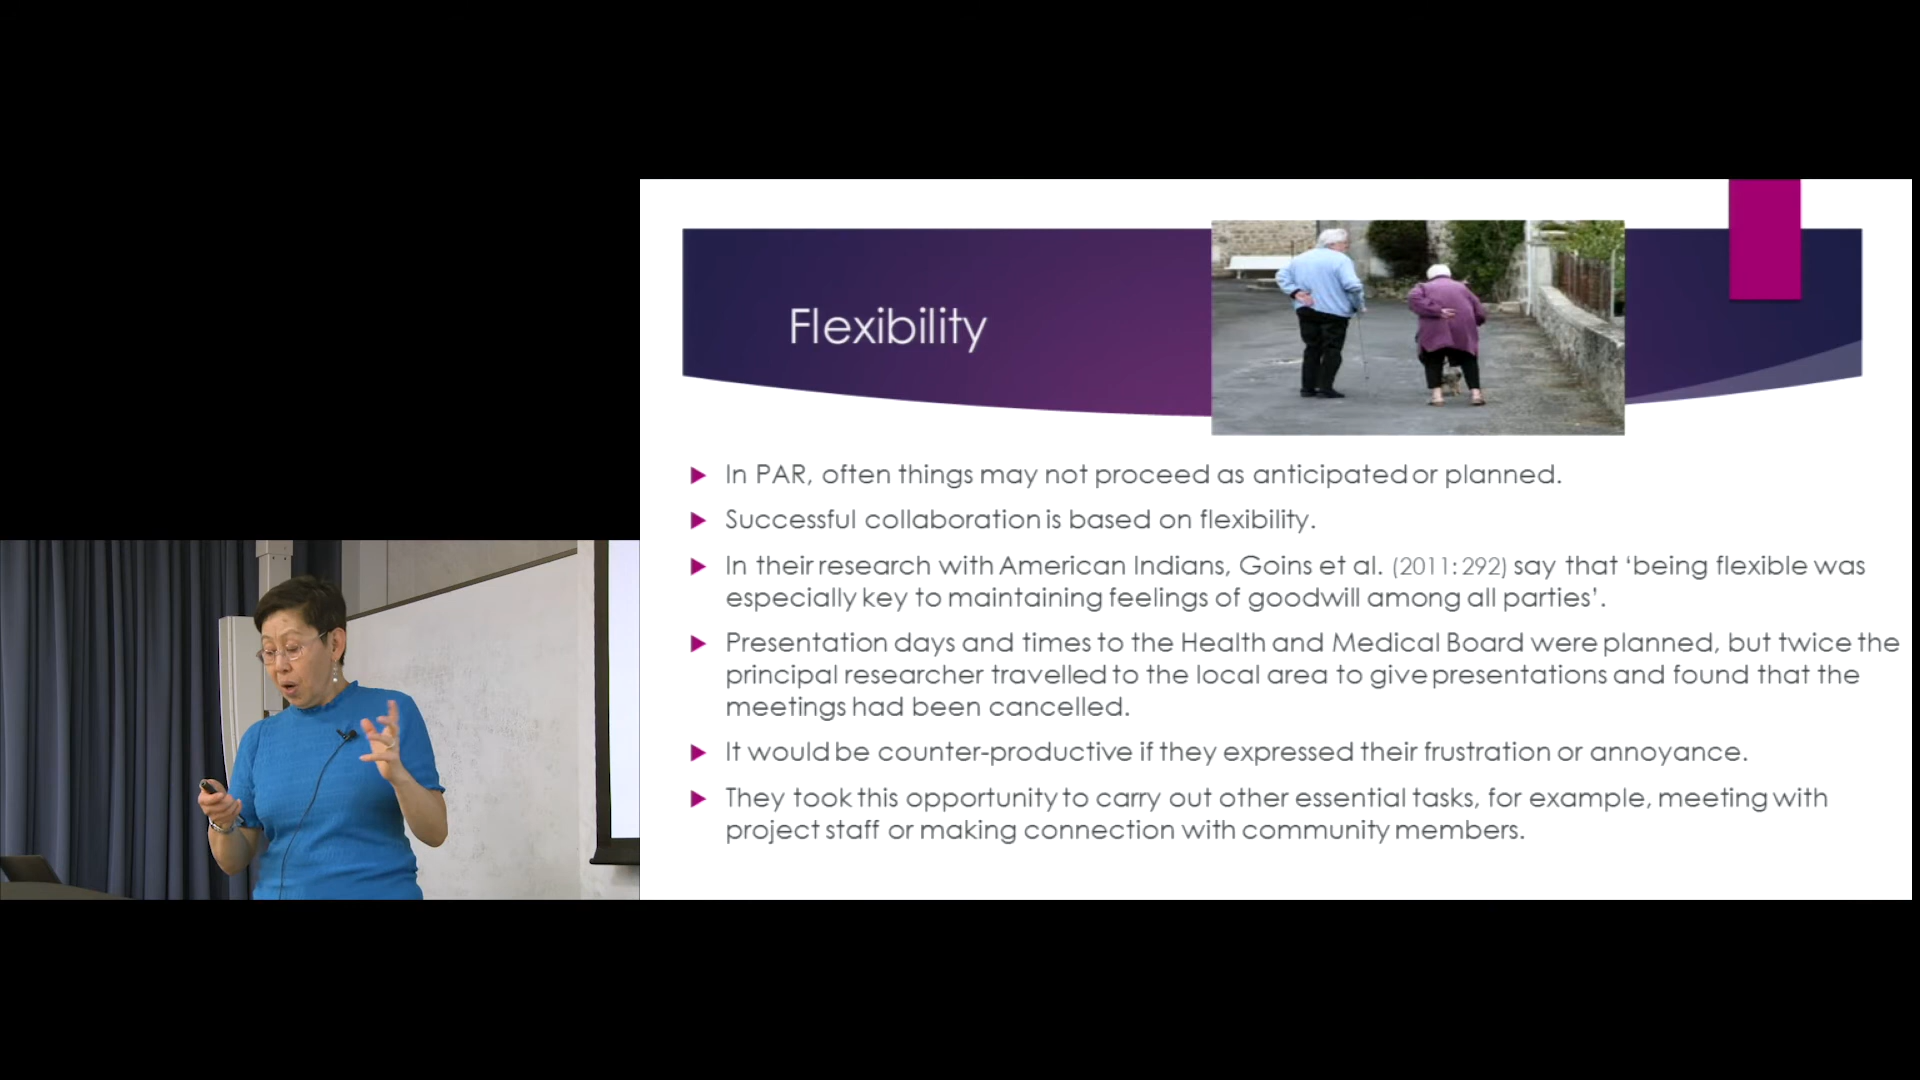 Flexibility
In PAR, often things may not proceed as anticipated or planned.
Successful collaboration is based on flexibility.
In their research with American Indians, Goins et al. (2011: 292) say that ‘being flexible was
especially key to maintaining feelings of goodwill among all parties’.
Presentation days and times to the Health and Medical Board were planned, but twice the
principal researcher travelled to the local area to give presentations and found that the
meetings had been cancelled.
It would be counter-productive if they expressed their frustration or annoyance.
They took this opportunity to carry out other essential tasks, for example, meeting with
project staff or making connection with community members.